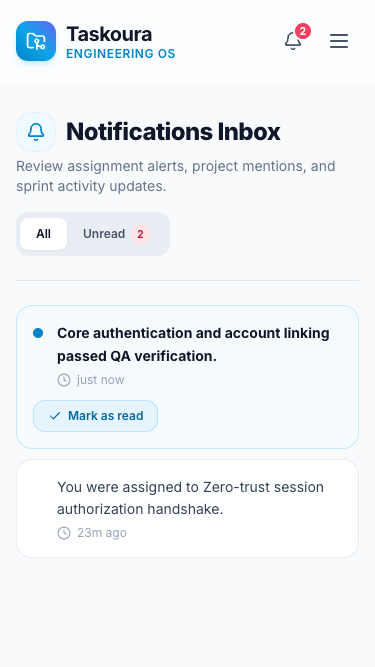 Taskoura
ENGINEERING OS
2
Notifications Inbox
Review assignment alerts, project mentions, and
sprint activity updates.
All
Unread 2
Core authentication and account linking
passed QA verification.
just now
Mark as read
You were assigned to Zero-trust session
authorization handshake.
23m ago